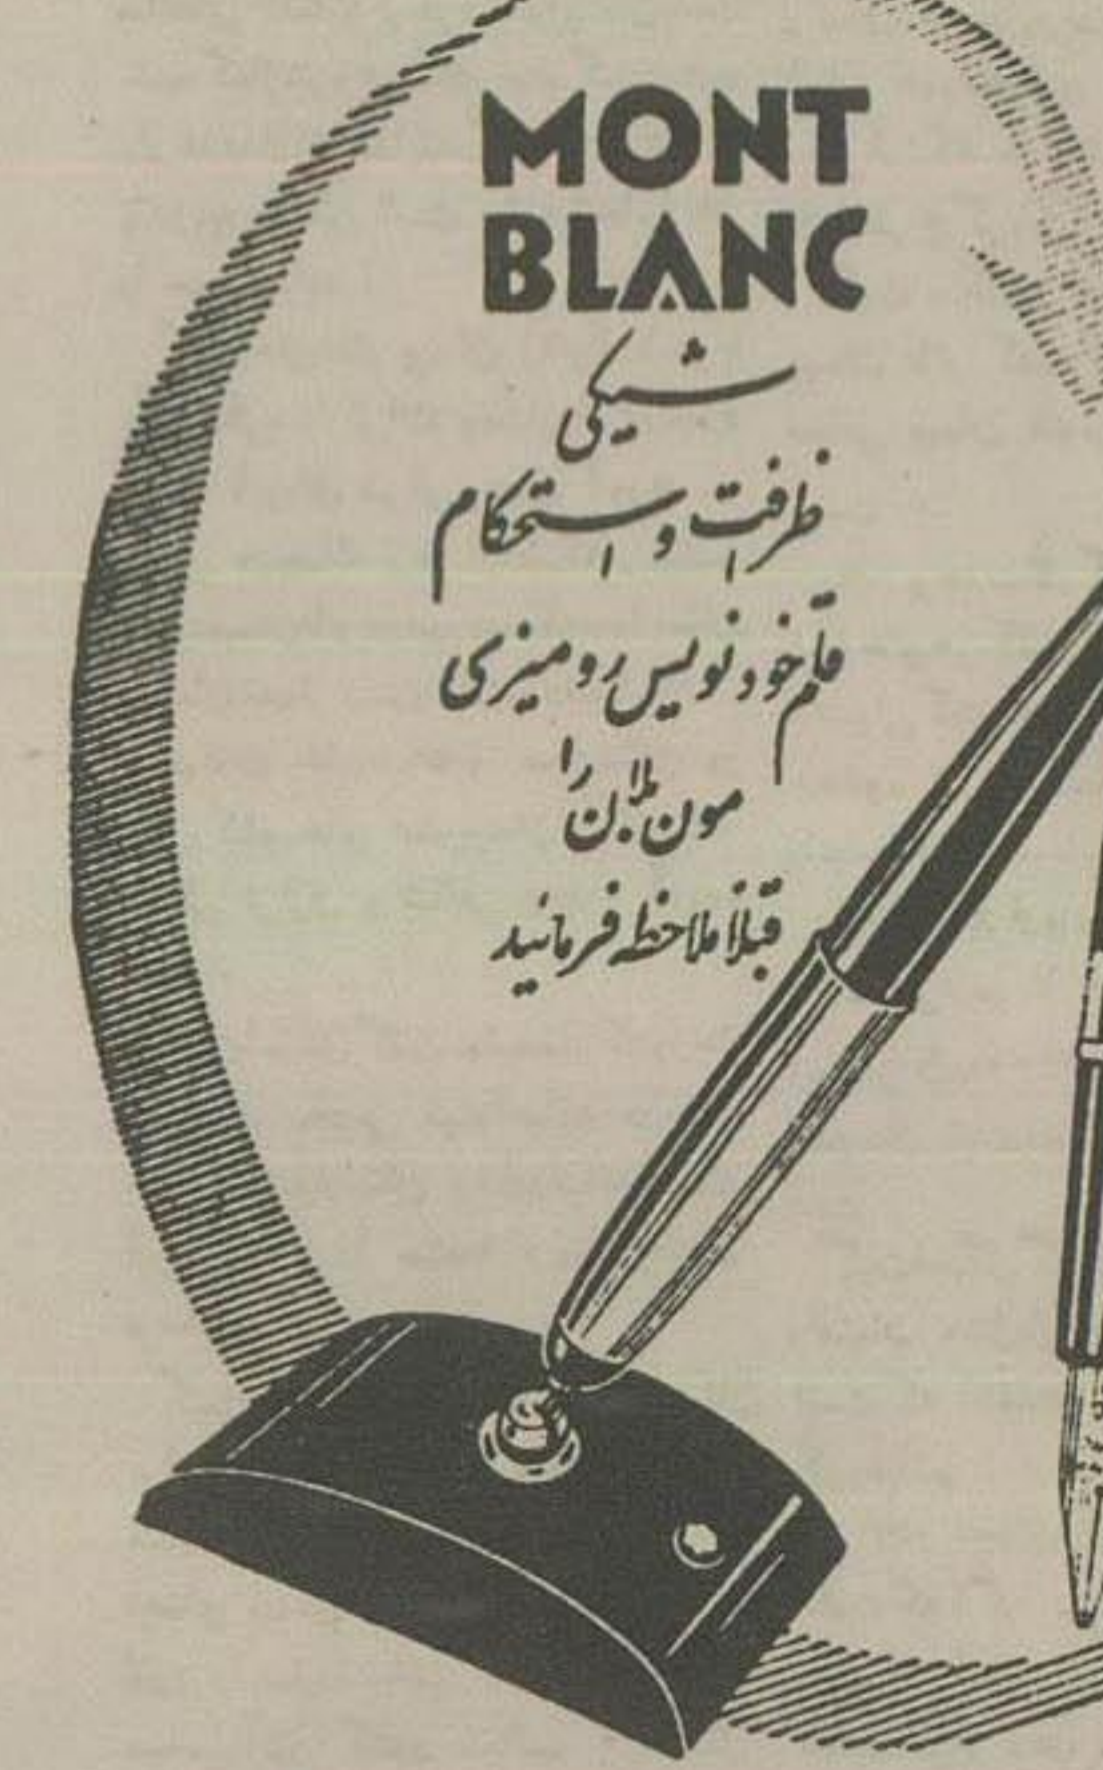 MONT
BLANC
شیکی
ظرافت و استحکام
قلم خودنویس رومیزی
مون بلان را
قبلا ملاحظه فرمائید